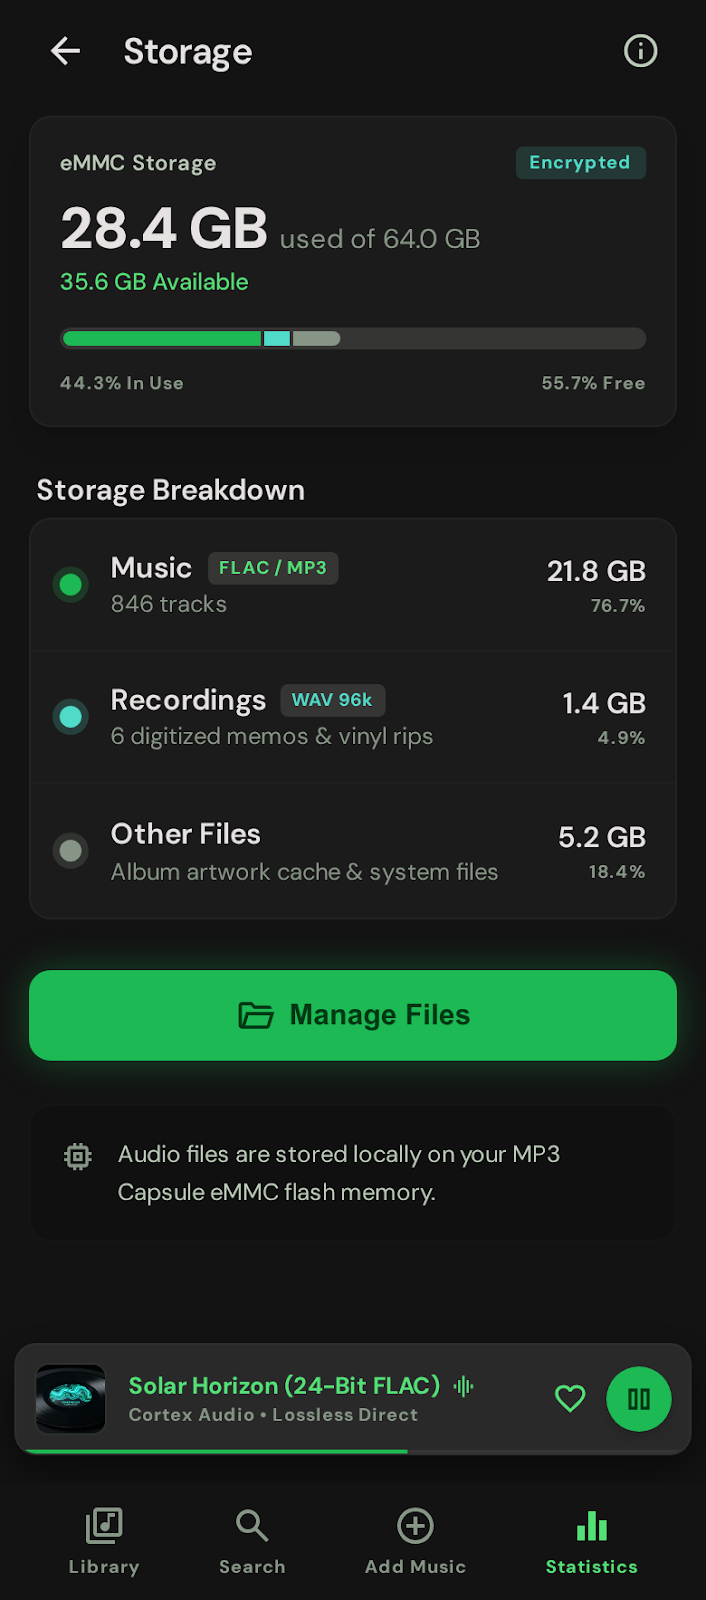 Storage
eMMC Storage
Encrypted
28.4 GB used of 64.0 GB
35.6 GB Available
44.3% In Use
55.7% Free
Storage Breakdown
Music FLAC / MP3
21.8 GB
846 tracks
76.7%
Recordings WAV 96k
1.4 GB
6 digitized memos & vinyl rips
4.9%
Other Files
5.2 GB
Album artwork cache & system files
18.4%
Manage Files
Audio files are stored locally on your MP3
Capsule eMMC flash memory.
Solar Horizon (24-Bit FLAC)
Cortex Audio • Lossless Direct
Library
Search
Add Music
Statistics